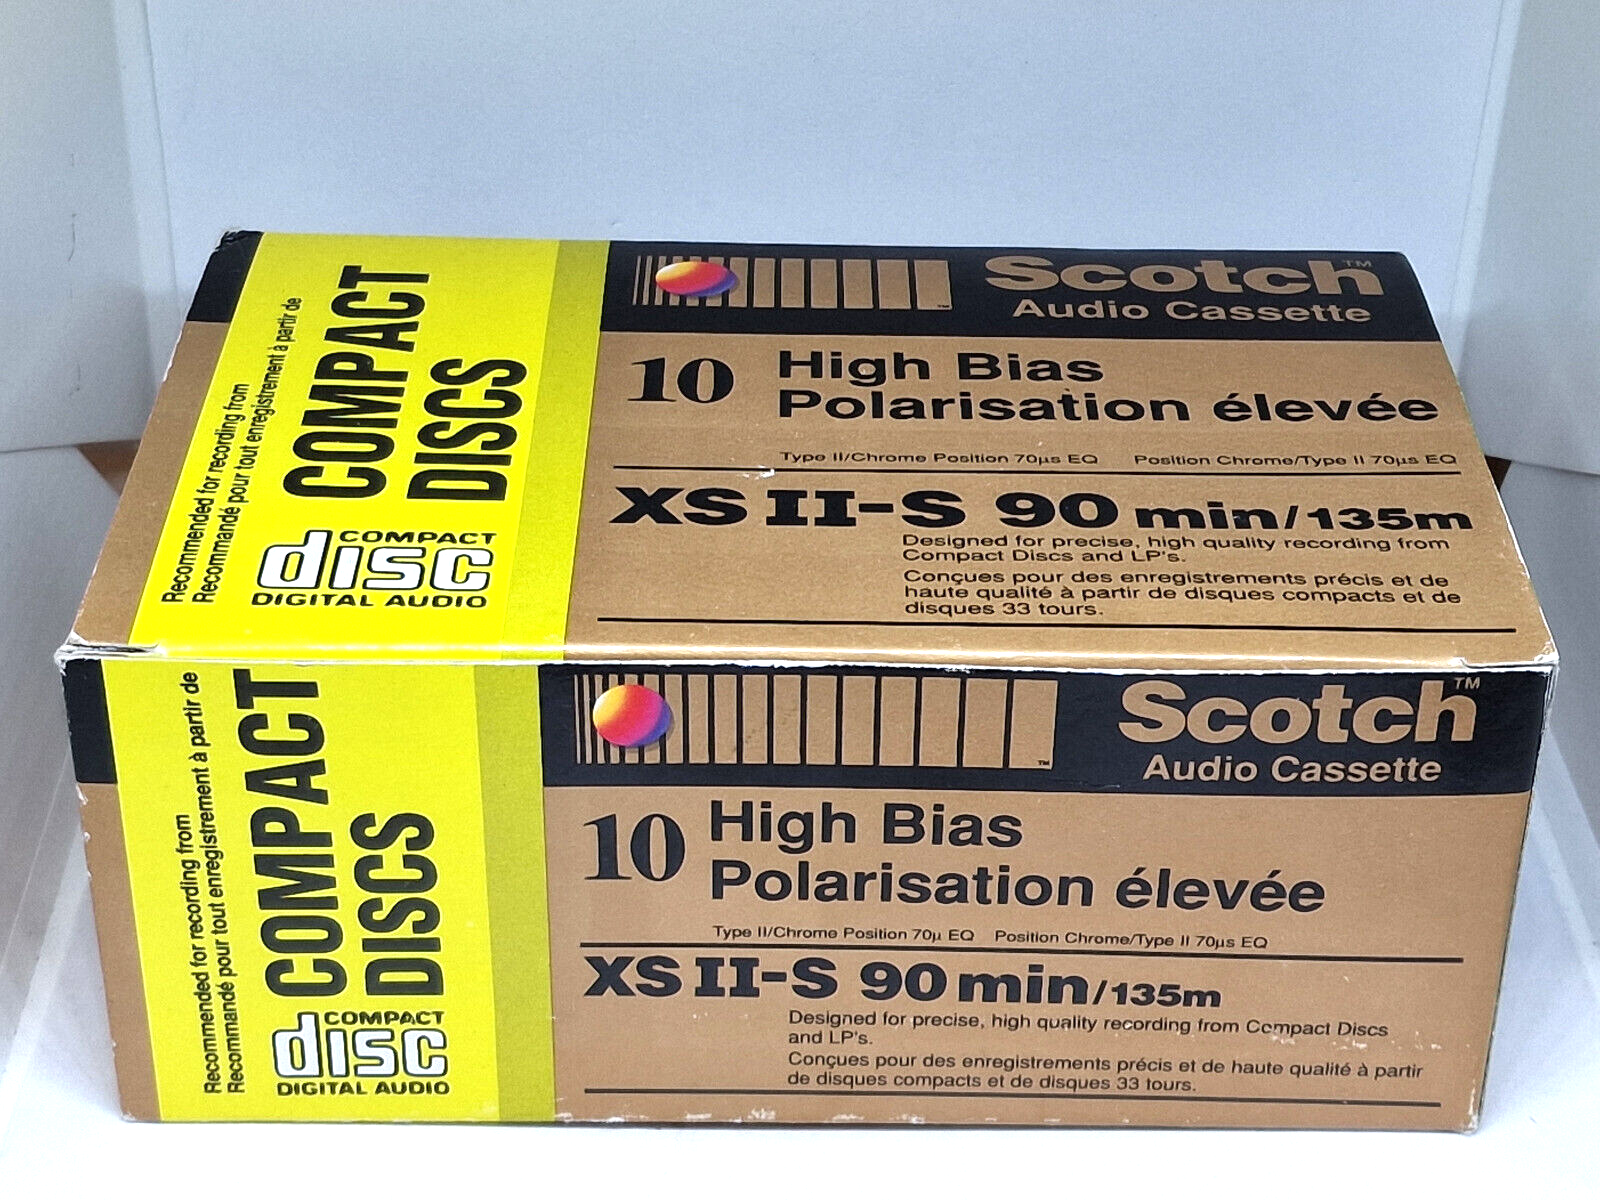 Recommended for recording from
Recommandé pour tout enregistrement à partir de
COMPACT
DISCS
COMPACT
disc
DIGITAL AUDIO
TM
Scotch™
Audio Cassette
10
High Bias
Polarisation élevée
Type II/Chrome Position 70µs EQ Position Chrome/Type II 70µs EQ
XS II-S 90 min/135m
Designed for precise, high quality recording from
Compact Discs and LP's.
Conçues pour des enregistrements précis et de
haute qualité à partir de disques compacts et de
disques 33 tours.
Recommended for recording from
Recommandé pour tout enregistrement à partir de
COMPACT
DISCS
COMPACT
disc
DIGITAL AUDIO
TM
Scotch™
Audio Cassette
10
High Bias
Polarisation élevée
Type II/Chrome Position 70µ EQ Position Chrome/Type II 70µs EQ
XS II-S 90 min/135m
Designed for precise, high quality recording from Compact Discs
and LP's.
Conçues pour des enregistrements précis et de haute qualité à partir
de disques compacts et de disques 33 tours.